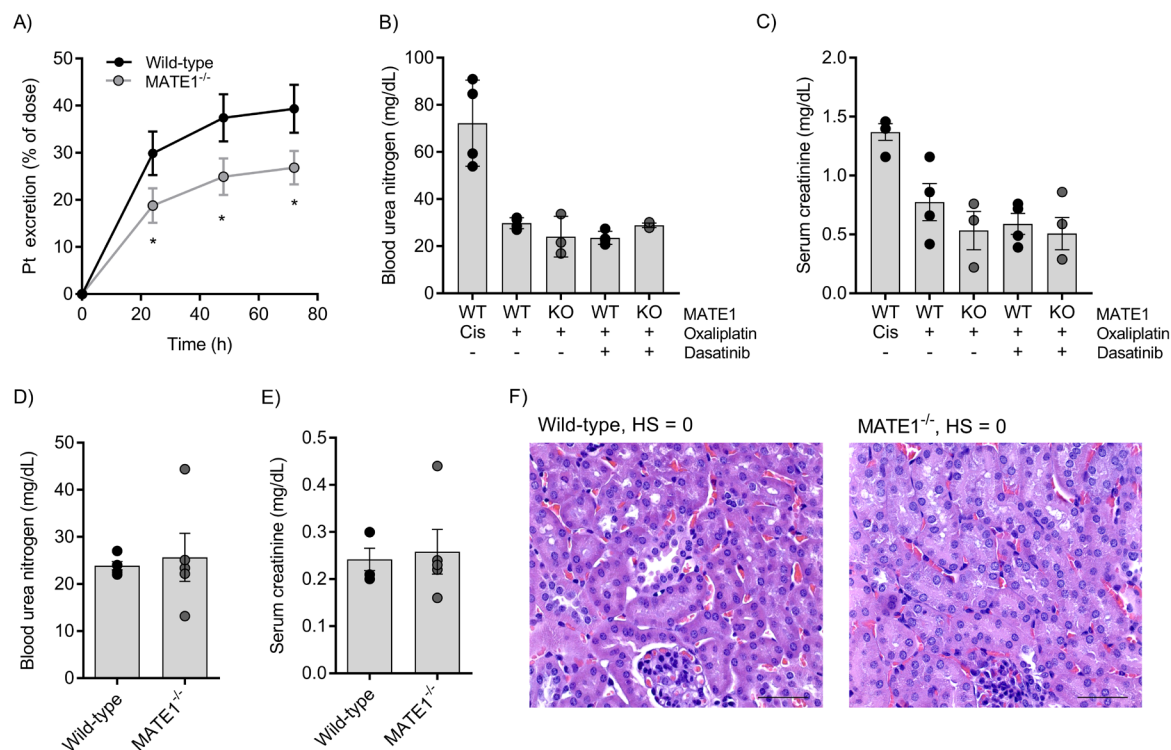 A)
Wild-type
MATE1-/-
Pt excretion (% of dose)
50
40
30
20
10
0
0 20 40 60 80
Time (h)
B)
Blood urea nitrogen (mg/dL)
100
80
60
40
20
0
WT WT KO WT KO MATE1
Cis + + + + Oxaliplatin
- - - + + Dasatinib
C)
Serum creatinine (mg/dL)
2.0
1.5
1.0
0.5
0.0
WT WT KO WT KO MATE1
Cis + + + + Oxaliplatin
- - - + + Dasatinib
D)
Blood urea nitrogen (mg/dL)
50
40
30
20
10
0
Wild-type
MATE1-/-
E)
Serum creatinine (mg/dL)
0.5
0.4
0.3
0.2
0.1
0.0
Wild-type
MATE1-/-
F)
Wild-type, HS = 0
MATE1-/-, HS = 0